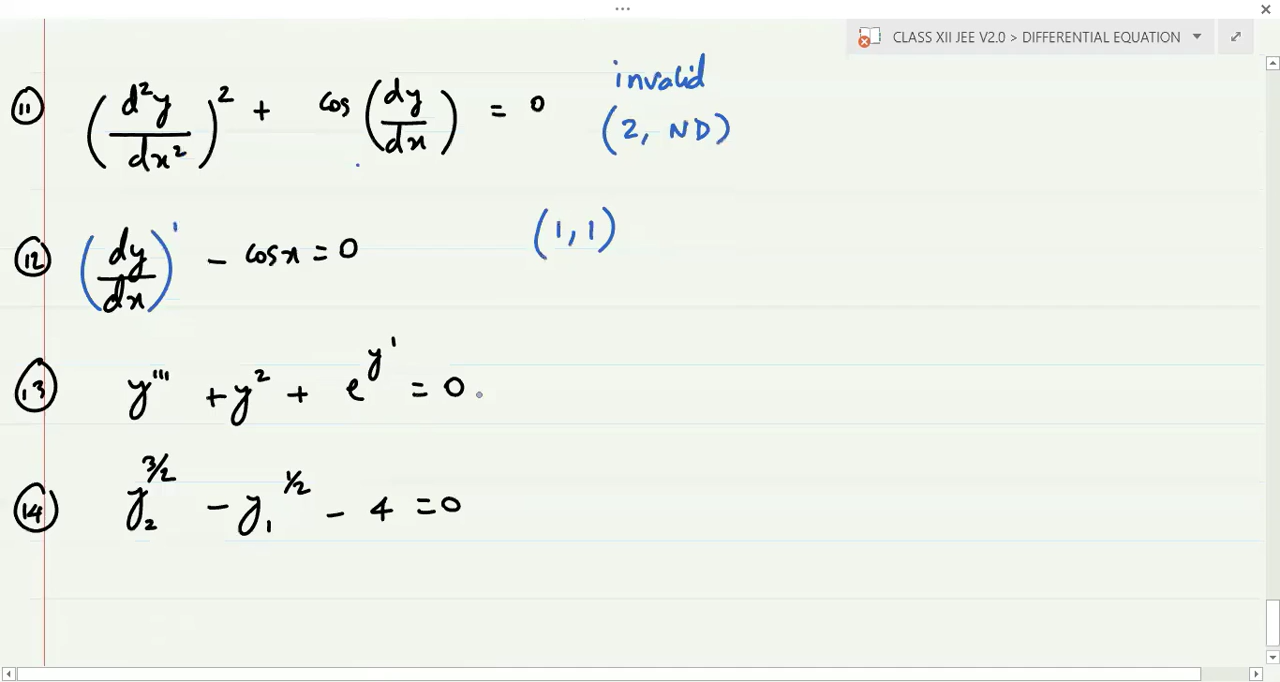 CLASS XII JEE V2.0 > DIFFERENTIAL EQUATION
⑪ (d²y/dx²)² + cos(dy/dx) = 0 invalid
(2, ND)
⑫ (dy/dx)¹ - cosx = 0 (1, 1)
⑬ y''' + y² + e^y' = 0
⑭ y₂^3/2 - y₁^1/2 - 4 = 0